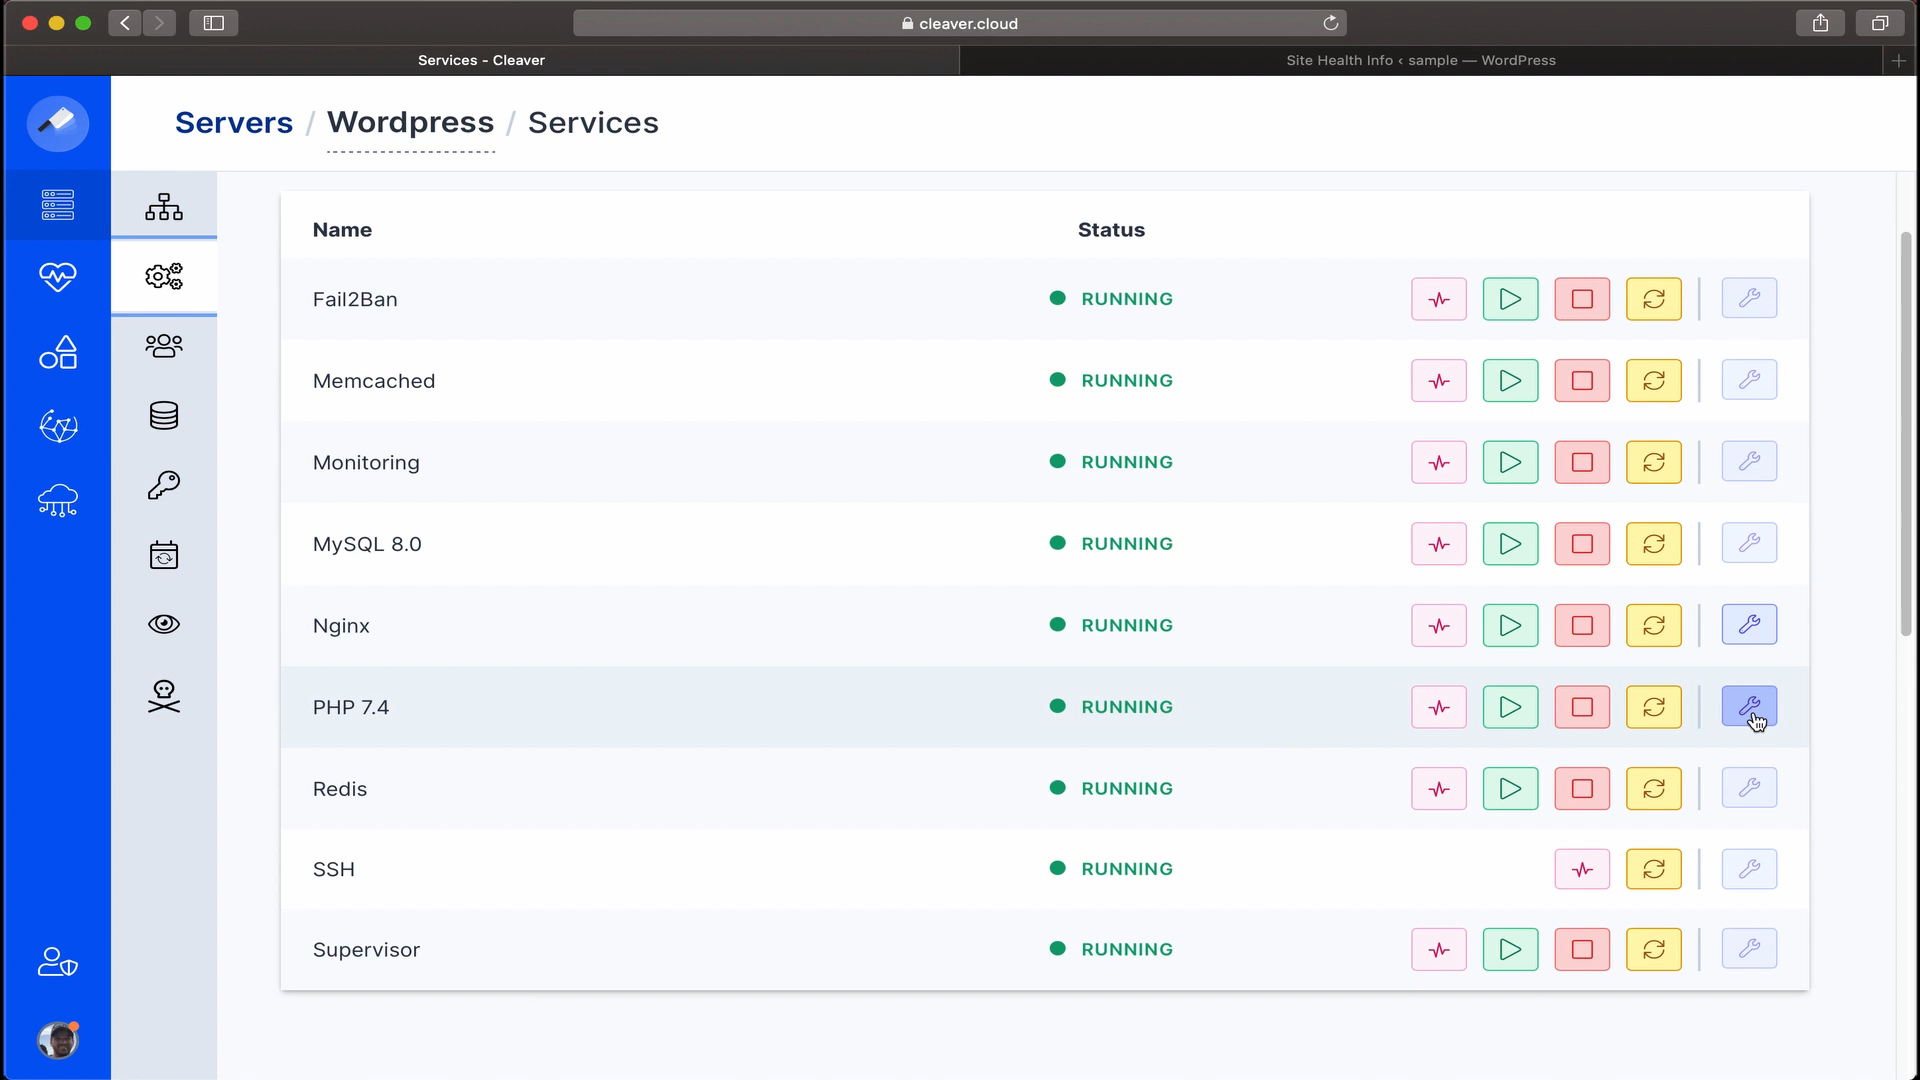 cleaver.cloud
Services - Cleaver
Site Health Info ‹ sample — WordPress
Servers / Wordpress / Services
Name Status
Fail2Ban RUNNING
Memcached RUNNING
Monitoring RUNNING
MySQL 8.0 RUNNING
Nginx RUNNING
PHP 7.4 RUNNING
Redis RUNNING
SSH RUNNING
Supervisor RUNNING